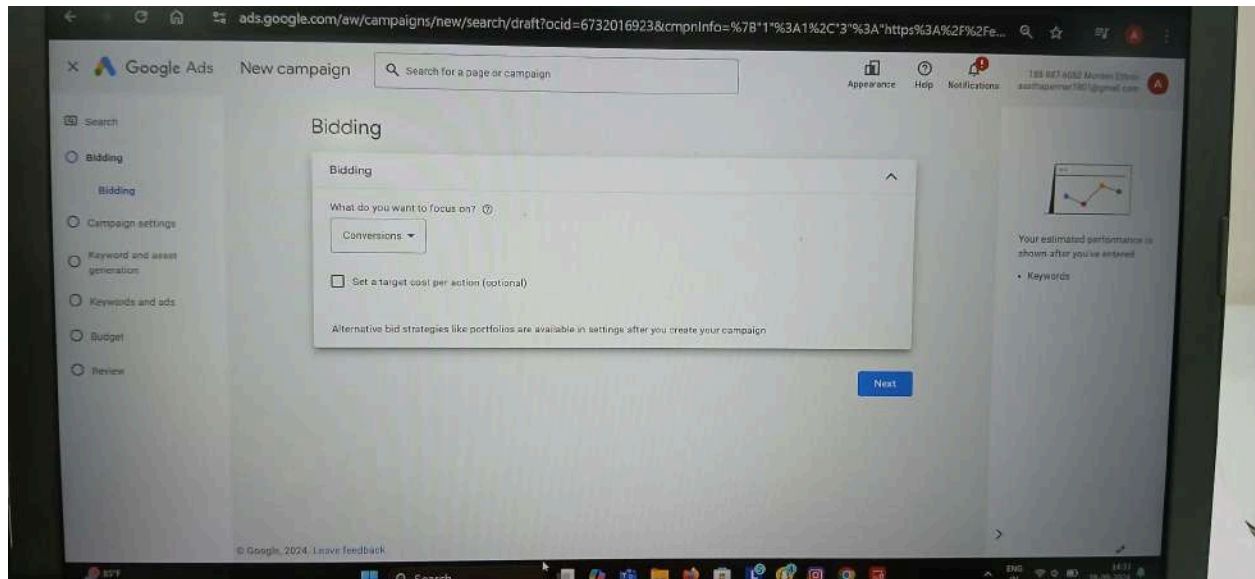 ads.google.com/aw/campaigns/new/search/draft?ocid=6732016923&cmpnInfo=%7B"1"%3A1%2C"3"%3A"https%3A%2F%2Fe...
Google Ads
New campaign
Search for a page or campaign
Appearance
Help
Notifications
Search
Bidding
Bidding
Campaign settings
Keyword and asset
generation
Keywords and ads
Budget
Review
Bidding
Bidding
What do you want to focus on?
Conversions
Set a target cost per action (optional)
Alternative bid strategies like portfolios are available in settings after you create your campaign
Next
Your estimated performance is
shown after you've entered
• Keywords
© Google, 2024. Leave feedback
85°F
Search
ENG
IN
14:31